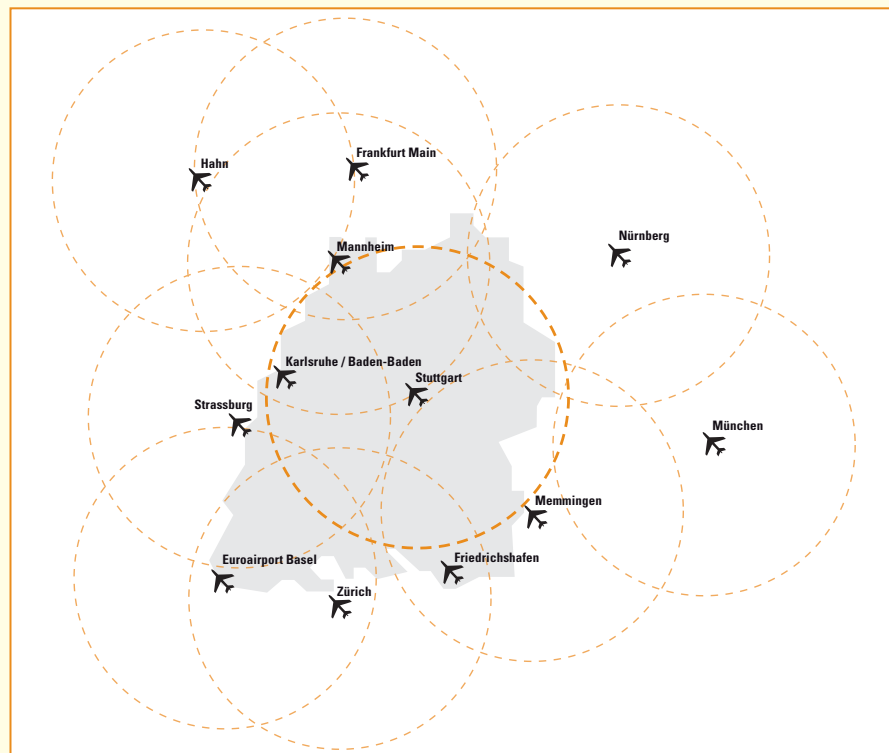 Frankfurt Main
Hahn
Nürnberg
Mannheim
Karlsruhe / Baden-Baden
Stuttgart
Strassburg
München
Memmingen
Euroairport Basel
Friedrichshafen
Zürich